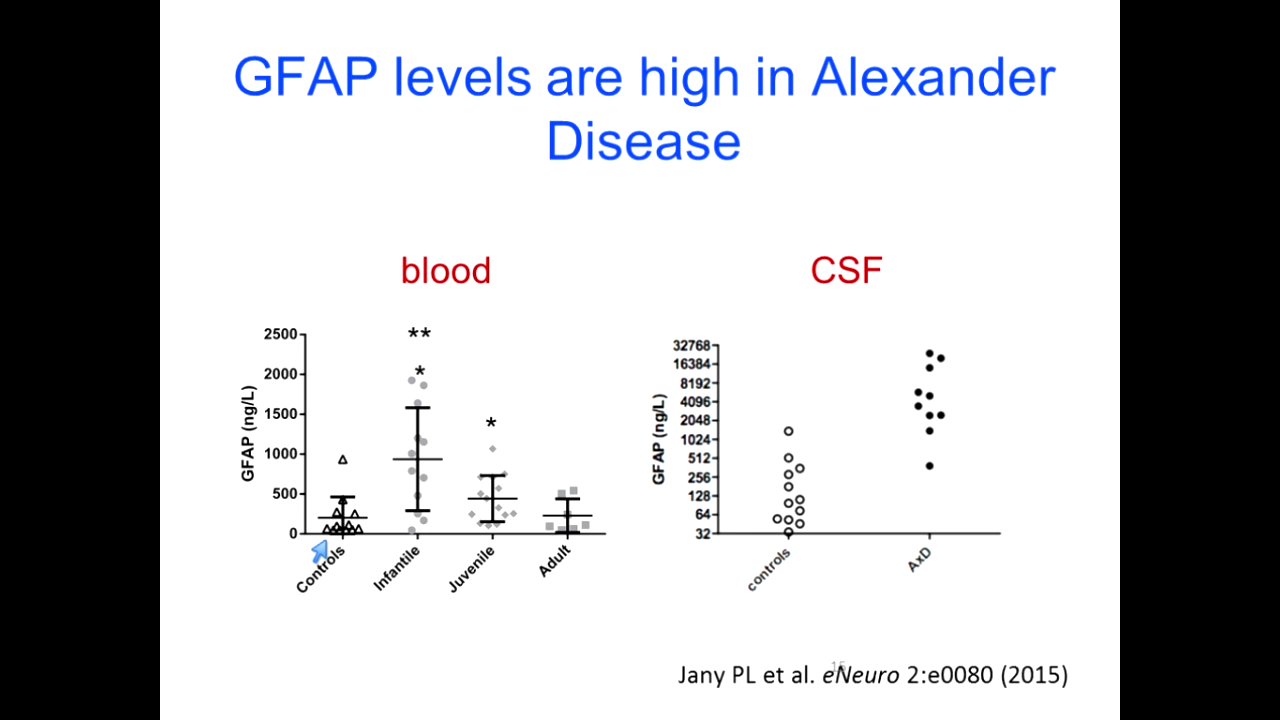 GFAP levels are high in Alexander
Disease
blood
CSF
GFAP (ng/L)
2500
2000
1500
1000
500
0
**
*
*
Controls
Infantile
Juvenile
Adult
GFAP (ng/L)
32768
16384
8192
4096
2048
1024
512
256
128
64
32
controls
AxD
15
Jany PL et al. eNeuro 2:e0080 (2015)